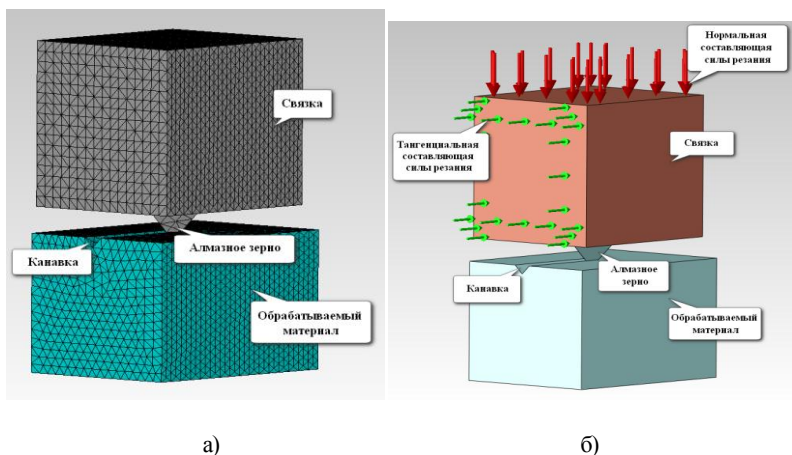 Связка
Алмазное зерно
Канавка
Обрабатываемый
материал
а)
Нормальная
составляющая
силы резания
Тангенциальная
составляющая
силы резания
Связка
Алмазное
зерно
Канавка
Обрабатываемый
материал
б)